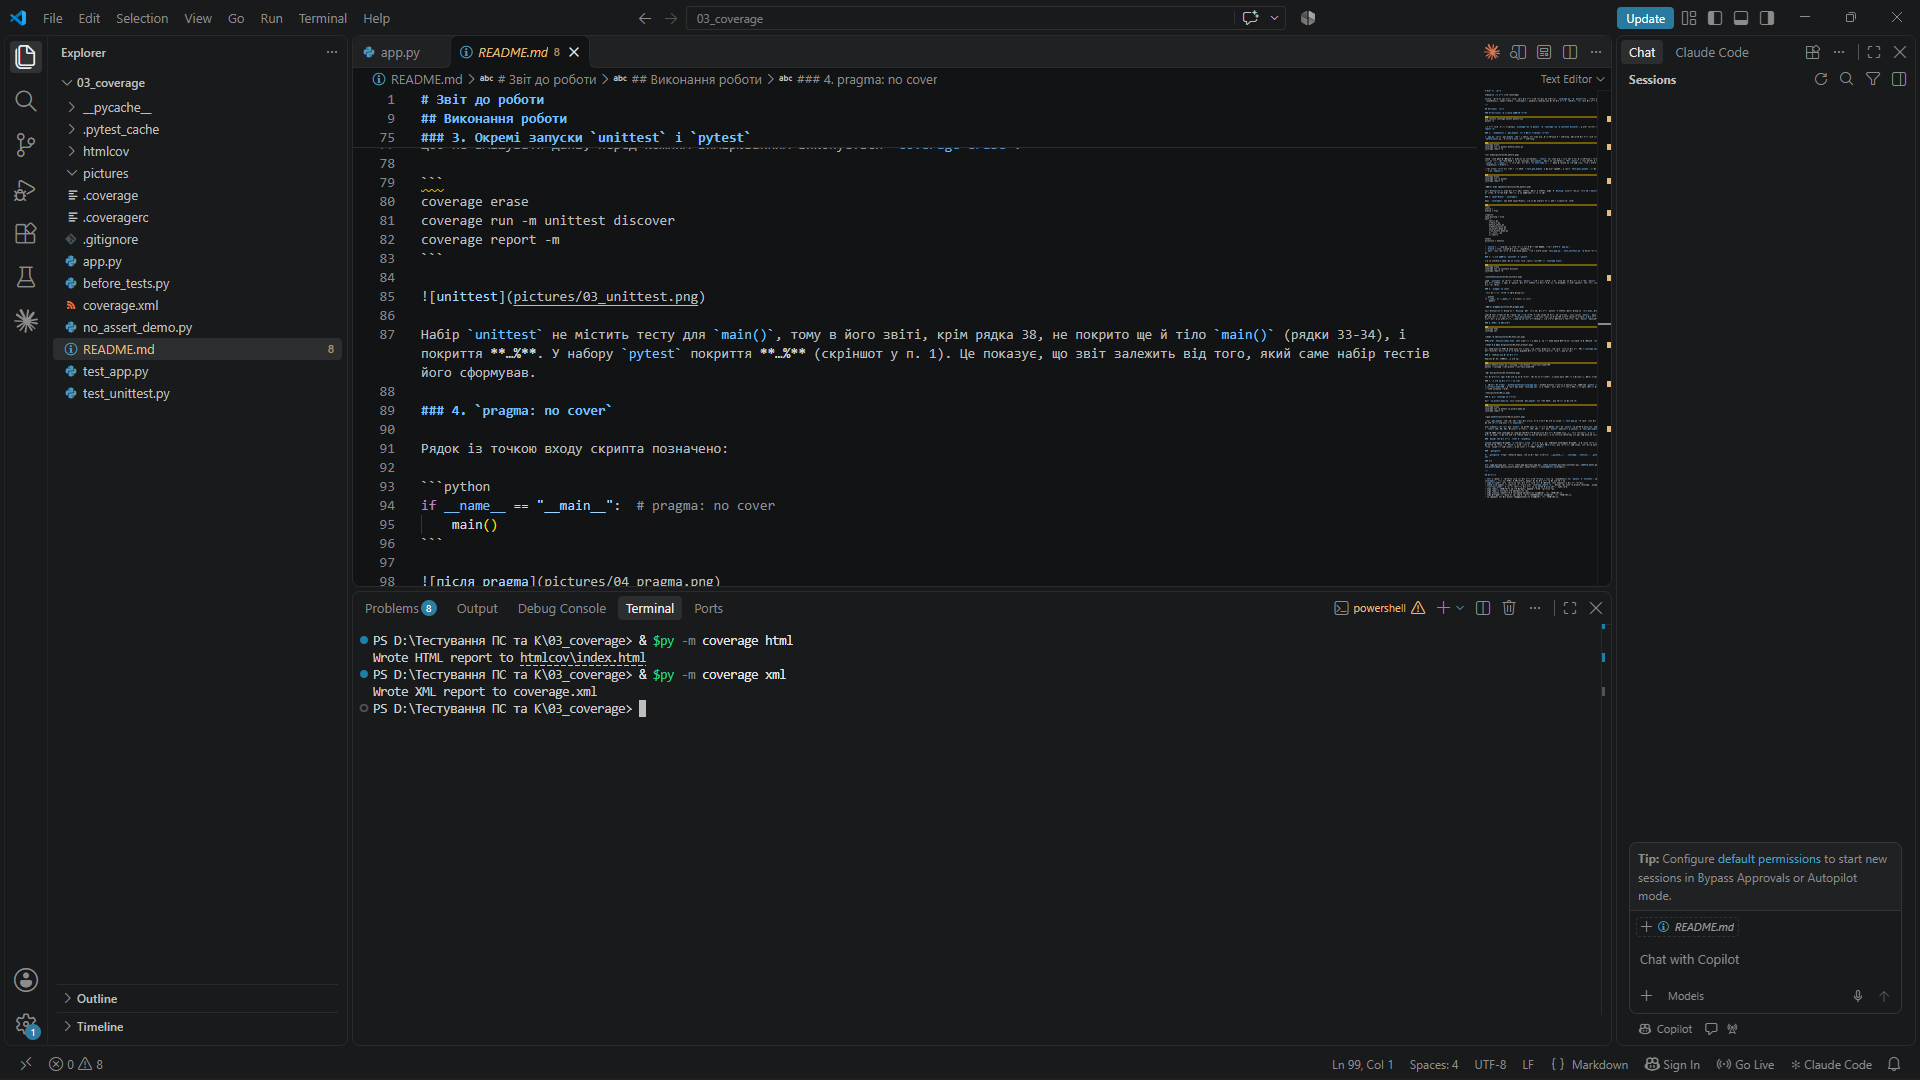 File Edit Selection View Go Run Terminal Help
03_coverage
Update
Explorer
03_coverage
__pycache__
.pytest_cache
htmlcov
pictures
.coverage
.coveragerc
.gitignore
app.py
before_tests.py
coverage.xml
no_assert_demo.py
README.md 8
test_app.py
test_unittest.py
Outline
Timeline
app.py
README.md 8
README.md > # Звіт до роботи > ## Виконання роботи > ### 4. pragma: no cover
Text Editor
1 # Звіт до роботи
9 ## Виконання роботи
75 ### 3. Окремі запуски `unittest` і `pytest`
78
79 ```
80 coverage erase
81 coverage run -m unittest discover
82 coverage report -m
83 ```
84
85 ![unittest](pictures/03_unittest.png)
86
87 Набір `unittest` не містить тесту для `main()`, тому в його звіті, крім рядка 38, не покрито ще й тіло `main()` (рядки 33-34), і
покриття **…%**. У набору `pytest` покриття **…%** (скріншот у п. 1). Це показує, що звіт залежить від того, який саме набір тестів
його сформував.
88
89 ### 4. `pragma: no cover`
90
91 Рядок із точкою входу скрипта позначено:
92
93 ```python
94 if __name__ == "__main__":  # pragma: no cover
95     main()
96 ```
97
98 ![після pragma](pictures/04_pragma.png)
Problems 8 Output Debug Console Terminal Ports
powershell
PS D:\Тестування ПС та К\03_coverage> & $py -m coverage html
Wrote HTML report to htmlcov\index.html
PS D:\Тестування ПС та К\03_coverage> & $py -m coverage xml
Wrote XML report to coverage.xml
PS D:\Тестування ПС та К\03_coverage>
Chat Claude Code
Sessions
Tip: Configure default permissions to start new
sessions in Bypass Approvals or Autopilot
mode.
README.md
Chat with Copilot
Models
Copilot
1
0 8
Ln 99, Col 1 Spaces: 4 UTF-8 LF { } Markdown Sign In Go Live Claude Code